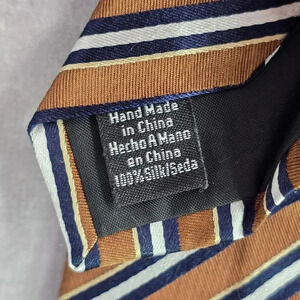 Hand Made
in China
Hecho A Mano
en China
100% Silk/Seda